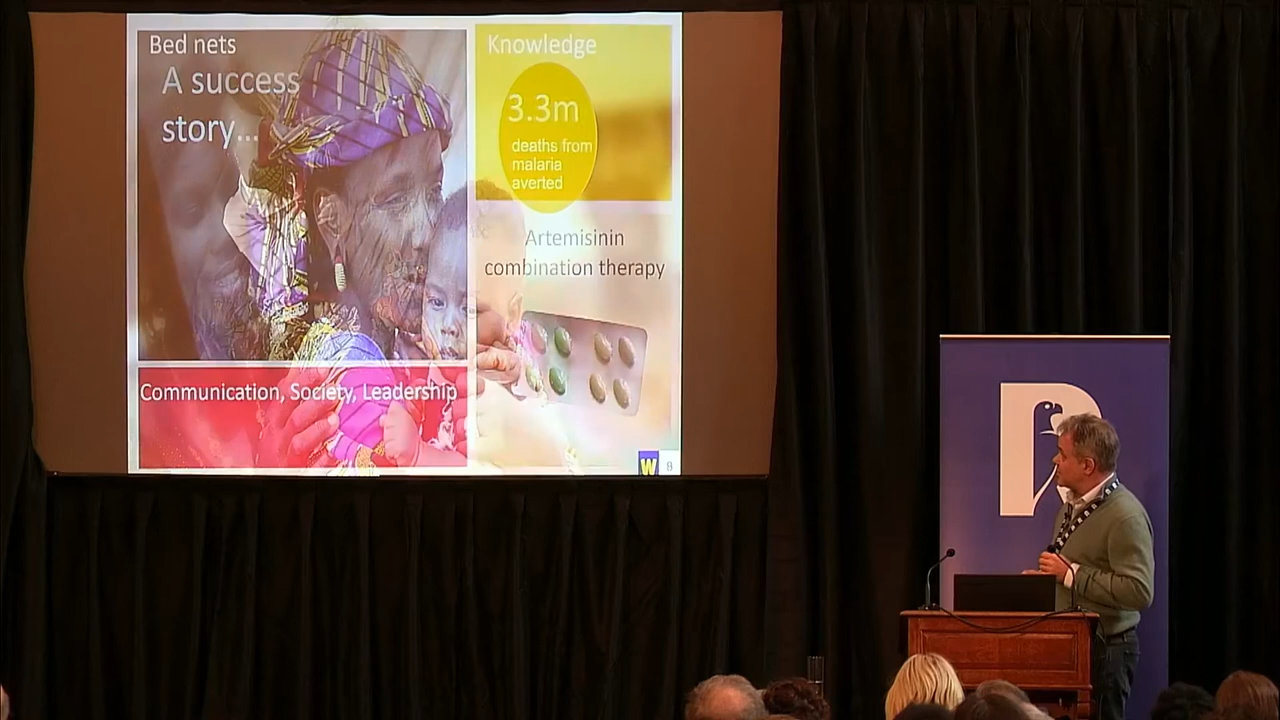 Bed nets
A success
story...
Knowledge
3.3m
deaths from
malaria
averted
Artemisinin
combination therapy
Communication, Society, Leadership
W
8